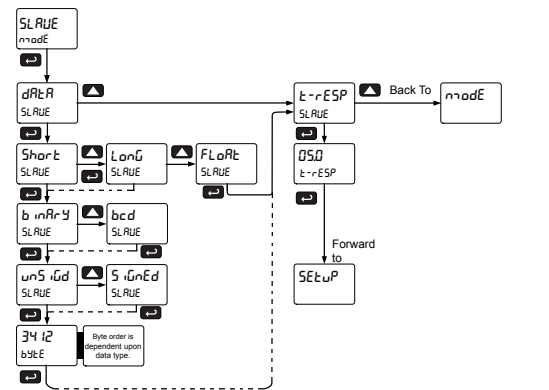 SLAVE
modE
dAtA
SLAVE
t-rESP
SLAVE
Back To
modE
Short
SLAVE
LonG
SLAVE
FLoAt
SLAVE
05.0
t-rESP
b inArY
SLAVE
bcd
SLAVE
unSiGd
SLAVE
SiGnEd
SLAVE
Forward
to
SEtuP
3412
bYtE
Byte order is
dependent upon
data type.